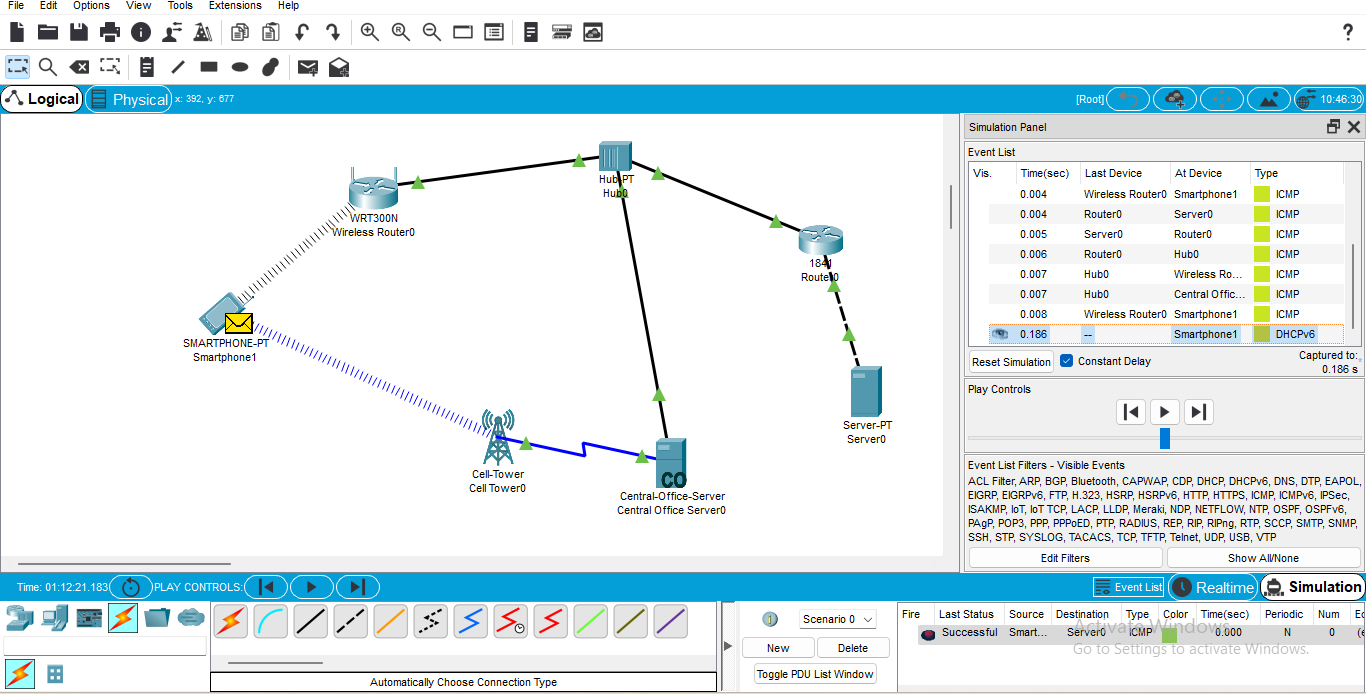 File Edit Options View Tools Extensions Help
?
Logical Physical x: 392, y: 677 [Root] 10:46:30
Simulation Panel
Event List
Vis. Time(sec) Last Device At Device Type
0.004 Wireless Router0 Smartphone1 ICMP
0.004 Router0 Server0 ICMP
0.005 Server0 Router0 ICMP
0.006 Router0 Hub0 ICMP
0.007 Hub0 Wireless Ro... ICMP
0.007 Hub0 Central Offic... ICMP
0.008 Wireless Router0 Smartphone1 ICMP
0.186 -- Smartphone1 DHCPv6
Reset Simulation Constant Delay Captured to:
0.186 s
Play Controls
Event List Filters - Visible Events
ACL Filter, ARP, BGP, Bluetooth, CAPWAP, CDP, DHCP, DHCPv6, DNS, DTP, EAPOL,
EIGRP, EIGRPv6, FTP, H.323, HSRP, HSRPv6, HTTP, HTTPS, ICMP, ICMPv6, IPSec,
ISAKMP, IoT, IoT TCP, LACP, LLDP, Meraki, NDP, NETFLOW, NTP, OSPF, OSPFv6,
PAgP, POP3, PPP, PPPoED, PTP, RADIUS, REP, RIP, RIPng, RTP, SCCP, SMTP, SNMP,
SSH, STP, SYSLOG, TACACS, TCP, TFTP, Telnet, UDP, USB, VTP
Edit Filters Show All/None
Hub-PT
Hub0
WRT300N
Wireless Router0
1841
Router0
SMARTPHONE-PT
Smartphone1
Server-PT
Server0
Cell-Tower
Cell Tower0
CO
Central-Office-Server
Central Office Server0
Time: 01:12:21.183 PLAY CONTROLS: Event List Realtime Simulation
Scenario 0
New Delete
Toggle PDU List Window
Fire Last Status Source Destination Type Color Time(sec) Periodic Num
Successful Smart... Server0 ICMP 0.000 N 0
Activate Windows
Go to Settings to activate Windows.
Automatically Choose Connection Type